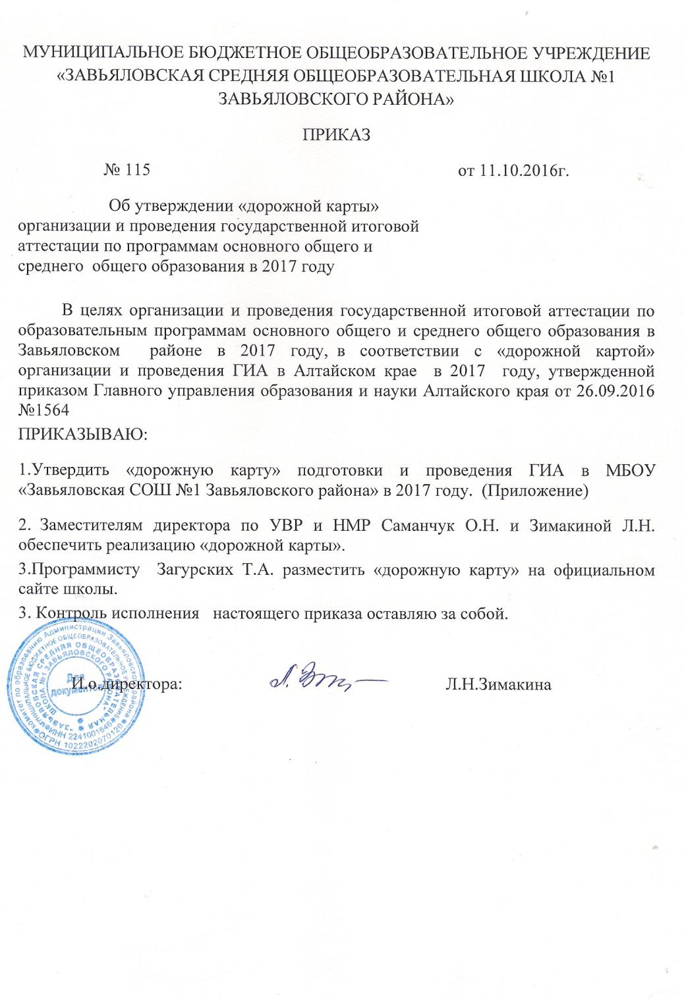 МУНИЦИПАЛЬНОЕ БЮДЖЕТНОЕ ОБЩЕОБРАЗОВАТЕЛЬНОЕ УЧРЕЖДЕНИЕ
«ЗАВЬЯЛОВСКАЯ СРЕДНЯЯ ОБЩЕОБРАЗОВАТЕЛЬНАЯ ШКОЛА №1
ЗАВЬЯЛОВСКОГО РАЙОНА»
ПРИКАЗ
№ 115 от 11.10.2016г.
Об утверждении «дорожной карты»
организации и проведения государственной итоговой
аттестации по программам основного общего и
среднего общего образования в 2017 году
В целях организации и проведения государственной итоговой аттестации по
образовательным программам основного общего и среднего общего образования в
Завьяловском районе в 2017 году, в соответствии с «дорожной картой»
организации и проведения ГИА в Алтайском крае в 2017 году, утвержденной
приказом Главного управления образования и науки Алтайского края от 26.09.2016
№1564
ПРИКАЗЫВАЮ:
1.Утвердить «дорожную карту» подготовки и проведения ГИА в МБОУ
«Завьяловская СОШ №1 Завьяловского района» в 2017 году. (Приложение)
2. Заместителям директора по УВР и НМР Саманчук О.Н. и Зимакиной Л.Н.
обеспечить реализацию «дорожной карты».
3.Программисту Загурских Т.А. разместить «дорожную карту» на официальном
сайте школы.
3. Контроль исполнения настоящего приказа оставляю за собой.
И.о.директора: Л.Н.Зимакина
комитет по образованию Администрации Завьяловского района
ОГРН 1022202070120
МУНИЦИПАЛЬНОЕ БЮДЖЕТНОЕ ОБЩЕОБРАЗОВАТЕЛЬНОЕ УЧРЕЖДЕНИЕ
ИНН 2241001646
"ЗАВЬЯЛОВСКАЯ СРЕДНЯЯ ОБЩЕОБРАЗОВАТЕЛЬНАЯ
ШКОЛА №1 ЗАВЬЯЛОВСКОГО РАЙОНА"
Для
документов